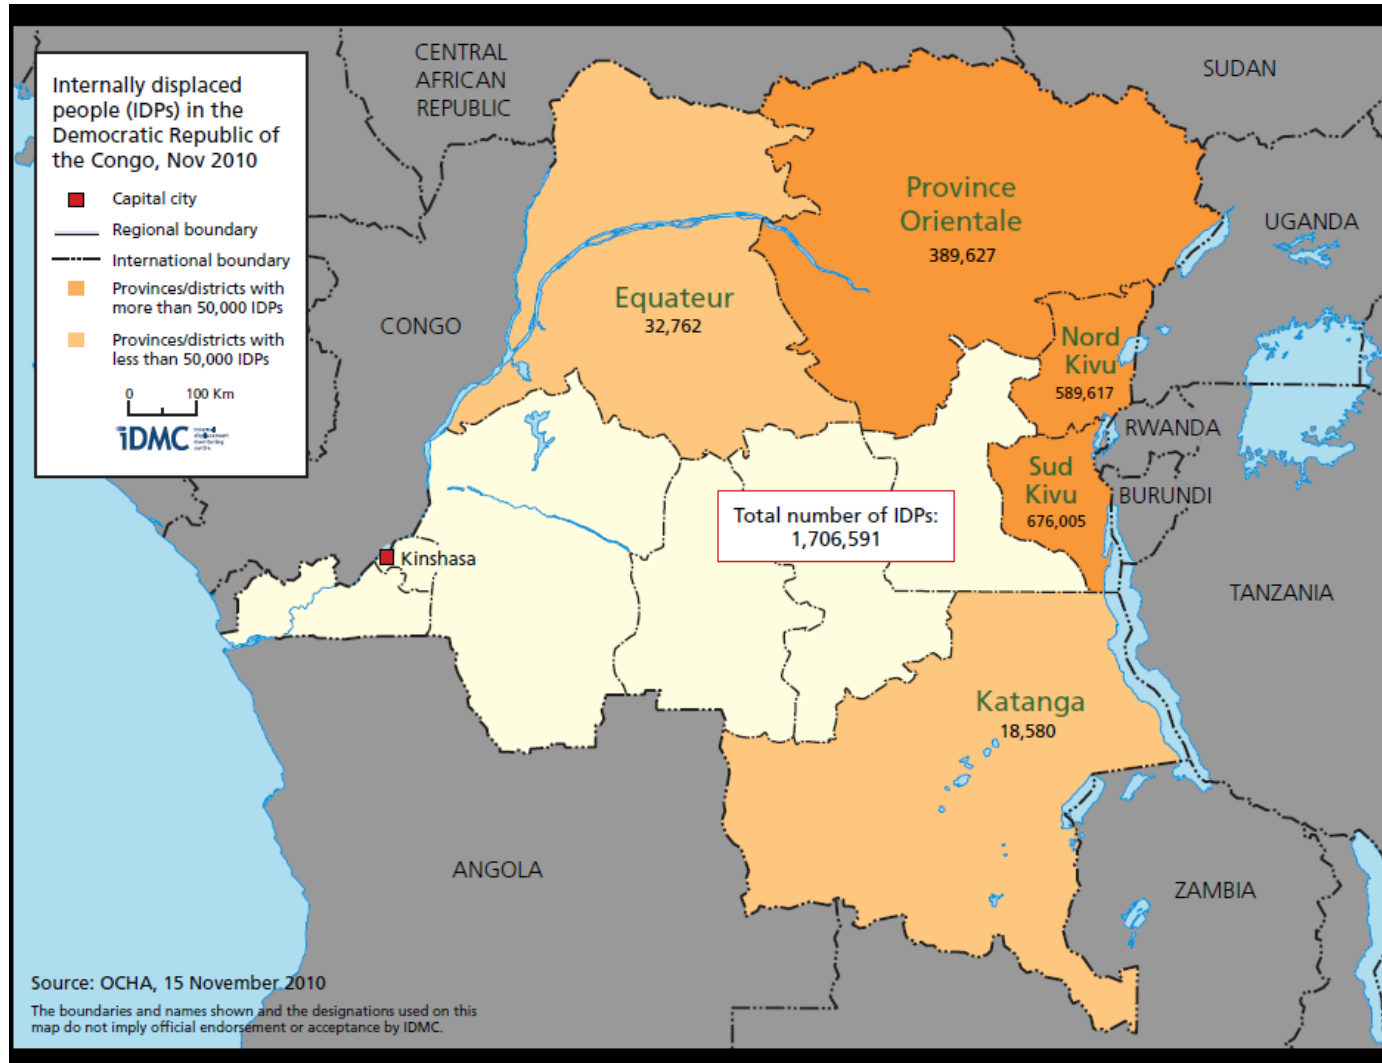 Internally displaced
people (IDPs) in the
Democratic Republic of
the Congo, Nov 2010
Capital city
Regional boundary
International boundary
Provinces/districts with
more than 50,000 IDPs
Provinces/districts with
less than 50,000 IDPs
0 100 Km
iDMC
internal
displacement
monitoring
centre
CENTRAL
AFRICAN
REPUBLIC
SUDAN
Province
Orientale
389,627
UGANDA
Equateur
32,762
CONGO
Nord
Kivu
589,617
RWANDA
Sud
Kivu
676,005
BURUNDI
Total number of IDPs:
1,706,591
Kinshasa
TANZANIA
Katanga
18,580
ANGOLA
ZAMBIA
Source: OCHA, 15 November 2010
The boundaries and names shown and the designations used on this
map do not imply official endorsement or acceptance by IDMC.